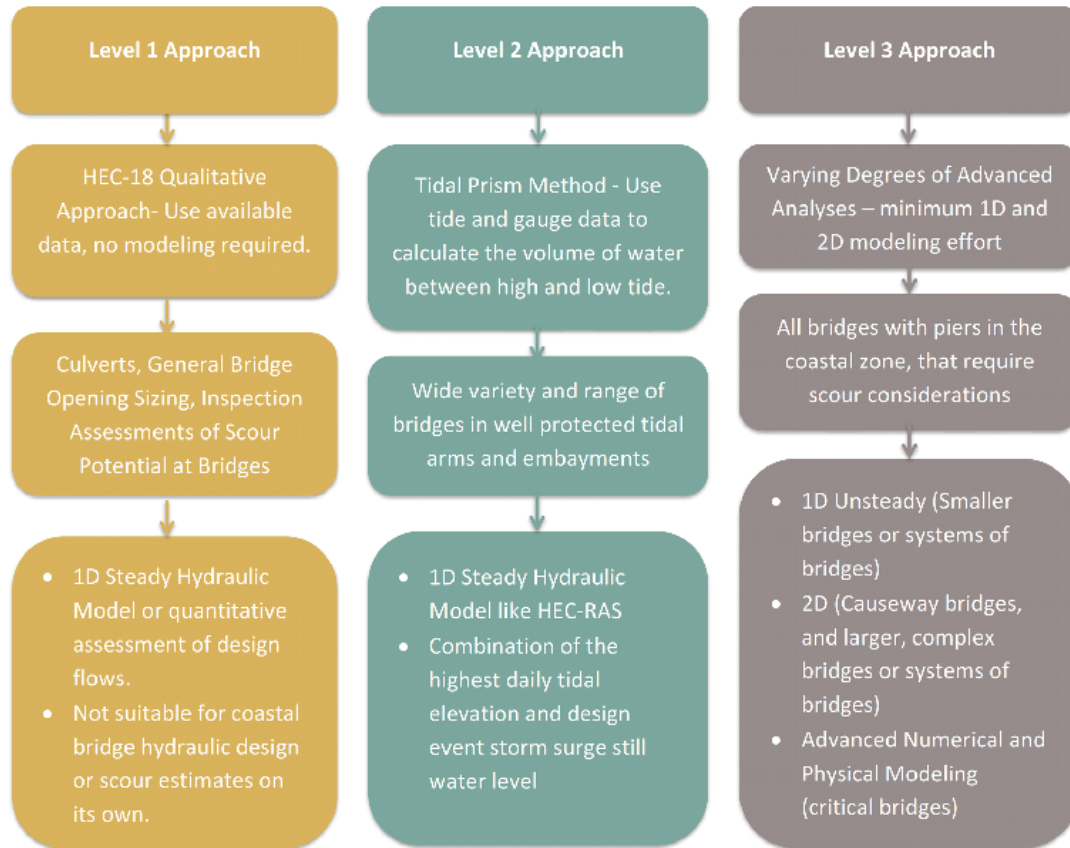 Level 1 Approach
HEC-18 Qualitative
Approach- Use available
data, no modeling required.
Culverts, General Bridge
Opening Sizing, Inspection
Assessments of Scour
Potential at Bridges
• 1D Steady Hydraulic
Model or quantitative
assessment of design
flows.
• Not suitable for coastal
bridge hydraulic design
or scour estimates on
its own.
Level 2 Approach
Tidal Prism Method - Use
tide and gauge data to
calculate the volume of water
between high and low tide.
Wide variety and range of
bridges in well protected tidal
arms and embayments
• 1D Steady Hydraulic
Model like HEC-RAS
• Combination of the
highest daily tidal
elevation and design
event storm surge still
water level
Level 3 Approach
Varying Degrees of Advanced
Analyses – minimum 1D and
2D modeling effort
All bridges with piers in the
coastal zone, that require
scour considerations
• 1D Unsteady (Smaller
bridges or systems of
bridges)
• 2D (Causeway bridges,
and larger, complex
bridges or systems of
bridges)
• Advanced Numerical and
Physical Modeling
(critical bridges)